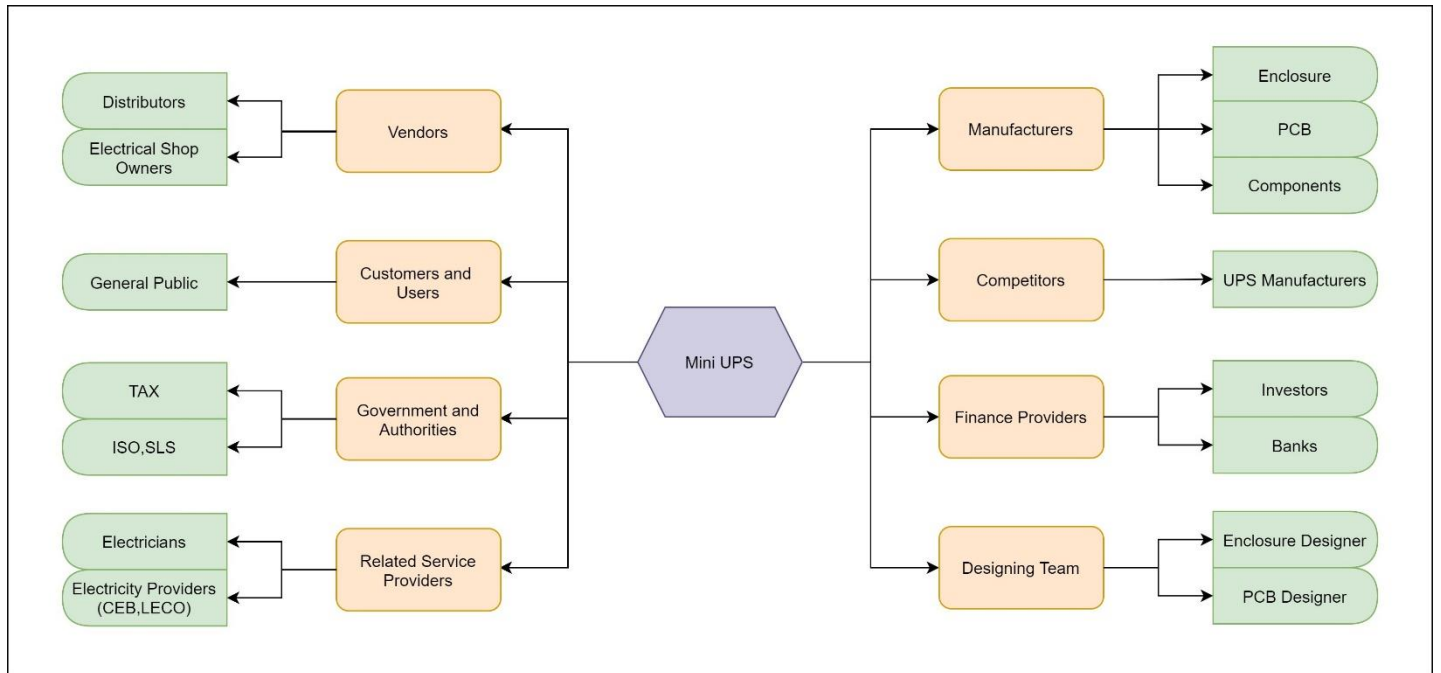 Distributors
Electrical Shop
Owners
Vendors
General Public
Customers and
Users
TAX
ISO,SLS
Government and
Authorities
Electricians
Electricity Providers
(CEB,LECO)
Related Service
Providers
Mini UPS
Manufacturers
Enclosure
PCB
Components
Competitors
UPS Manufacturers
Finance Providers
Investors
Banks
Designing Team
Enclosure Designer
PCB Designer